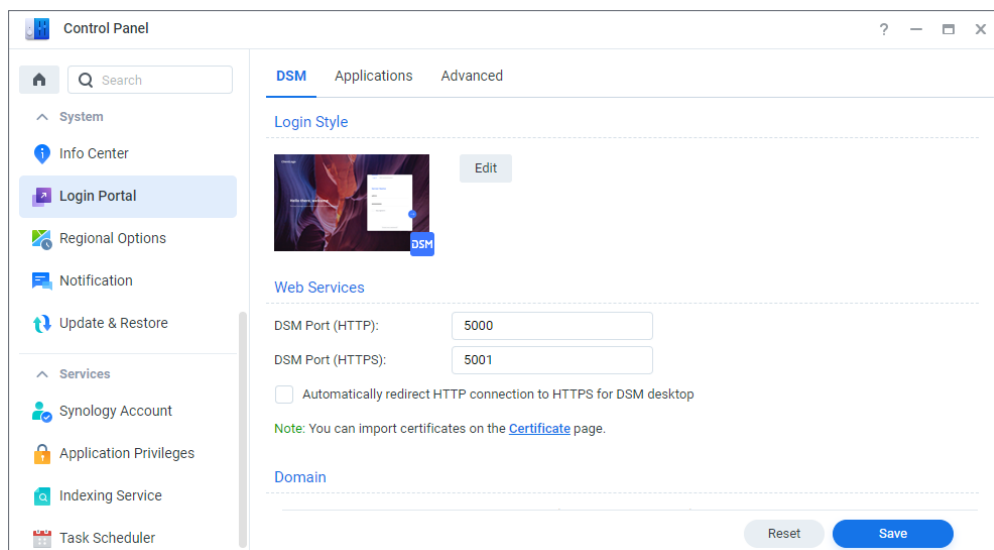 Control Panel
?
Search
System
Info Center
Login Portal
Regional Options
Notification
Update & Restore
Services
Synology Account
Application Privileges
Indexing Service
Task Scheduler
DSM Applications Advanced
Login Style
DSM
Edit
Web Services
DSM Port (HTTP): 5000
DSM Port (HTTPS): 5001
Automatically redirect HTTP connection to HTTPS for DSM desktop
Note: You can import certificates on the Certificate page.
Domain
Reset Save